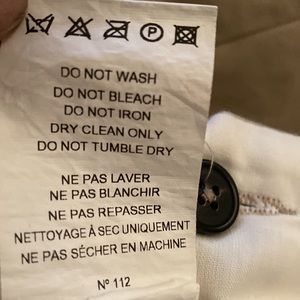 P
DO NOT WASH
DO NOT BLEACH
DO NOT IRON
DRY CLEAN ONLY
DO NOT TUMBLE DRY
NE PAS LAVER
NE PAS BLANCHIR
NE PAS REPASSER
NETTOYAGE À SEC UNIQUEMENT
NE PAS SÉCHER EN MACHINE
Nº 112